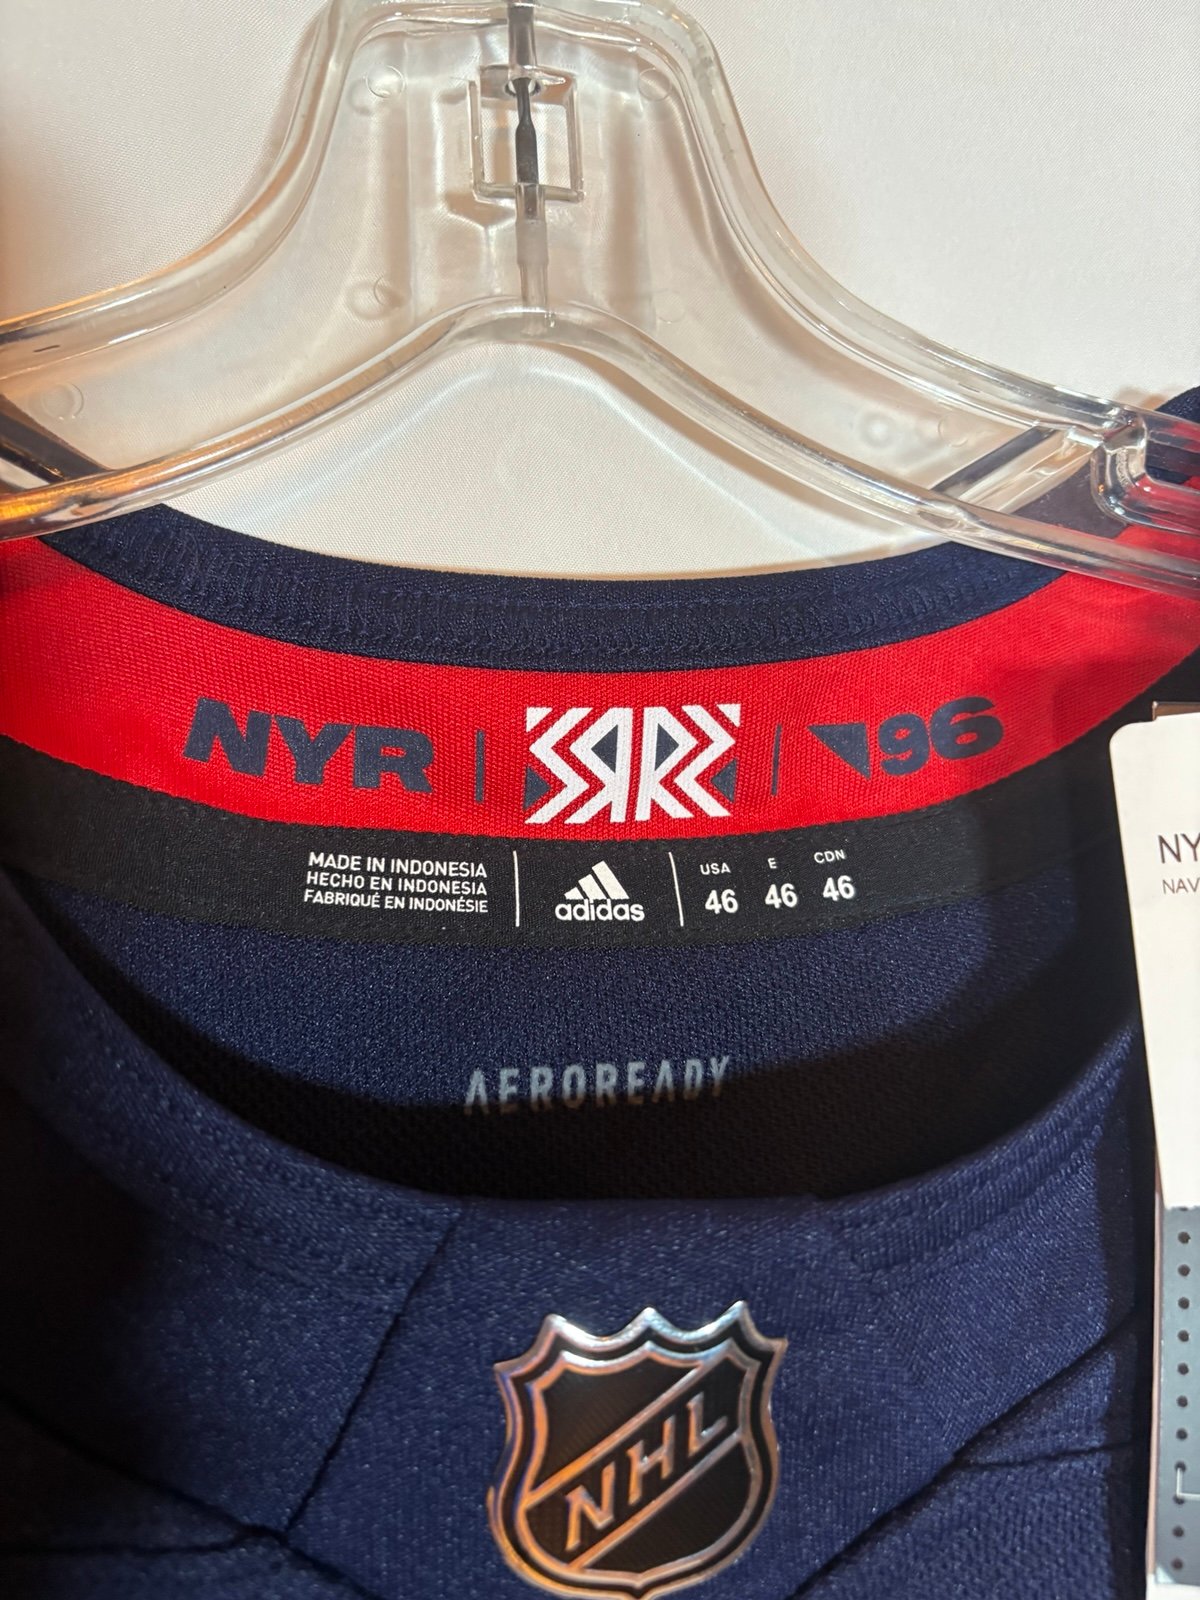 NYR | RR | 96
MADE IN INDONESIA
HECHO EN INDONESIA
FABRIQUÉ EN INDONÉSIE
adidas
USA E CDN
46 46 46
AEROREADY
NHL
NY
NAV